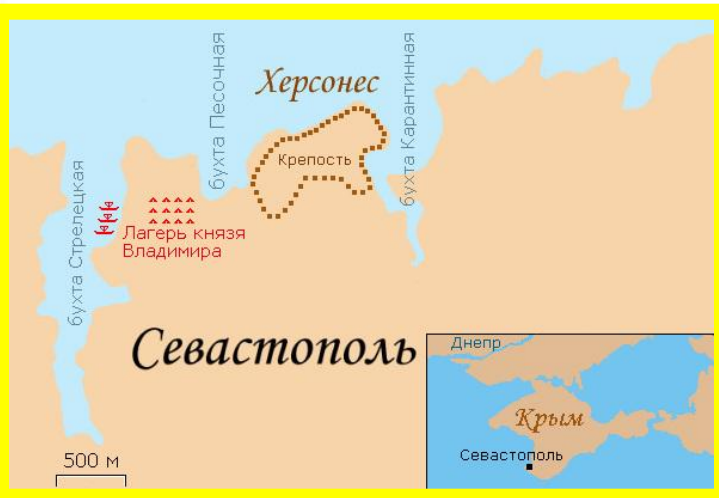 Херсонес
бухта Песочная
бухта Карантинная
Крепость
бухта Стрелецкая
Лагерь князя
Владимира
Севастополь
500 м
Днепр
Крым
Севастополь